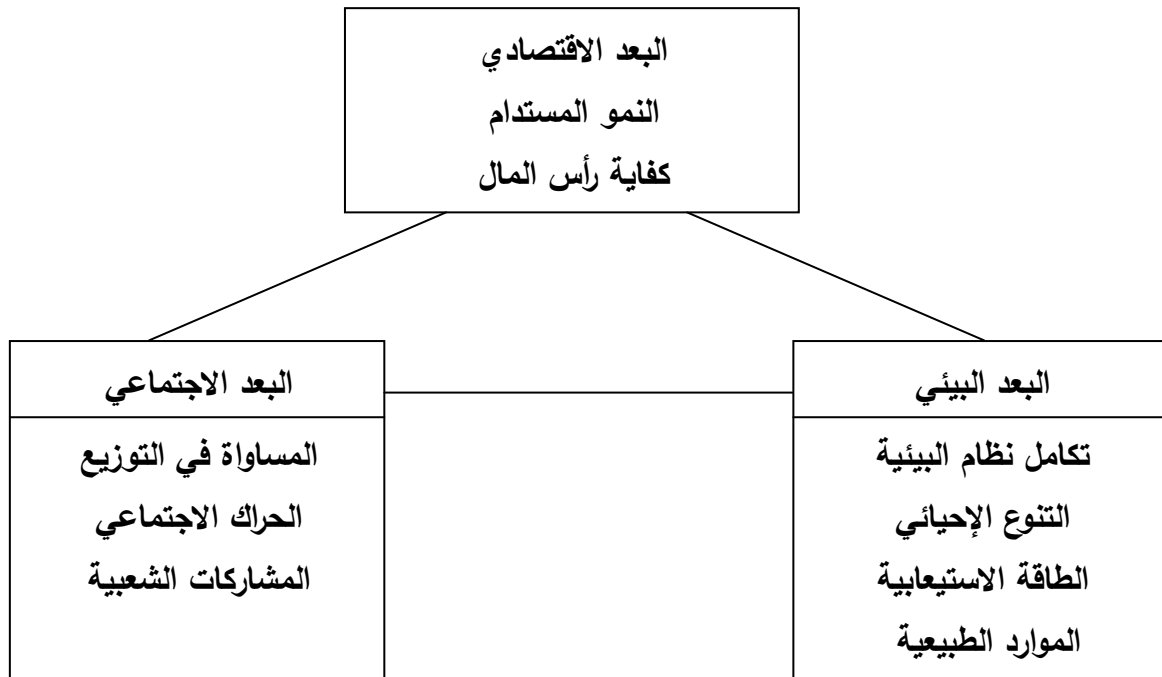 البعد الاقتصادي
النمو المستدام
كفاية رأس المال
البعد البيئي
تكامل نظام البيئية
التنوع الإحيائي
الطاقة الاستيعابية
الموارد الطبيعية
البعد الاجتماعي
المساواة في التوزيع
الحراك الاجتماعي
المشاركات الشعبية